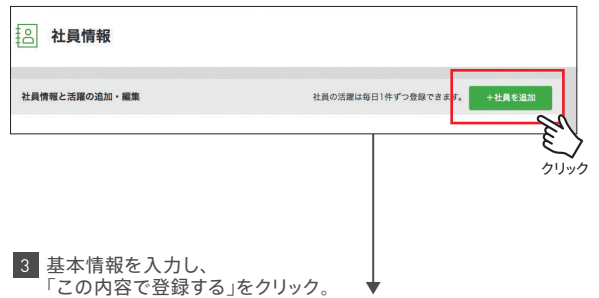 社員情報
社員情報と活躍の追加・編集
社員の活躍は毎日1件ずつ登録できます。
+社員を追加
クリック
3 基本情報を入力し、
「この内容で登録する」をクリック。